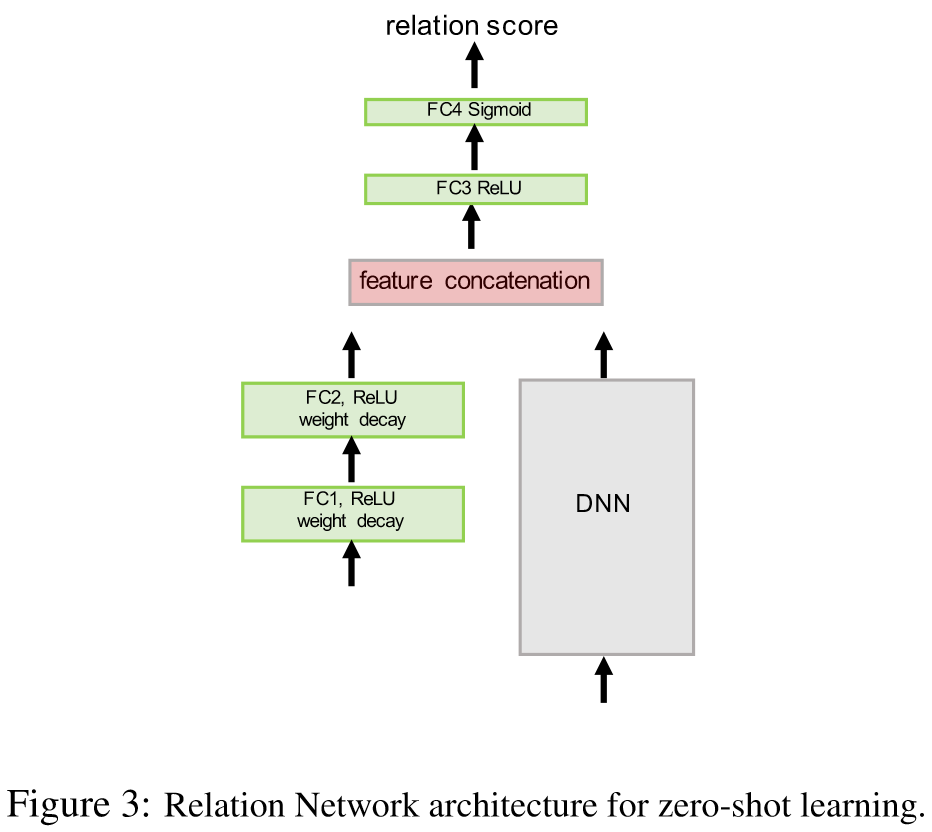 relation score
FC4 Sigmoid
FC3 ReLU
feature concatenation
FC2, ReLU
weight decay
FC1, ReLU
weight decay
DNN
Figure 3: Relation Network architecture for zero-shot learning.